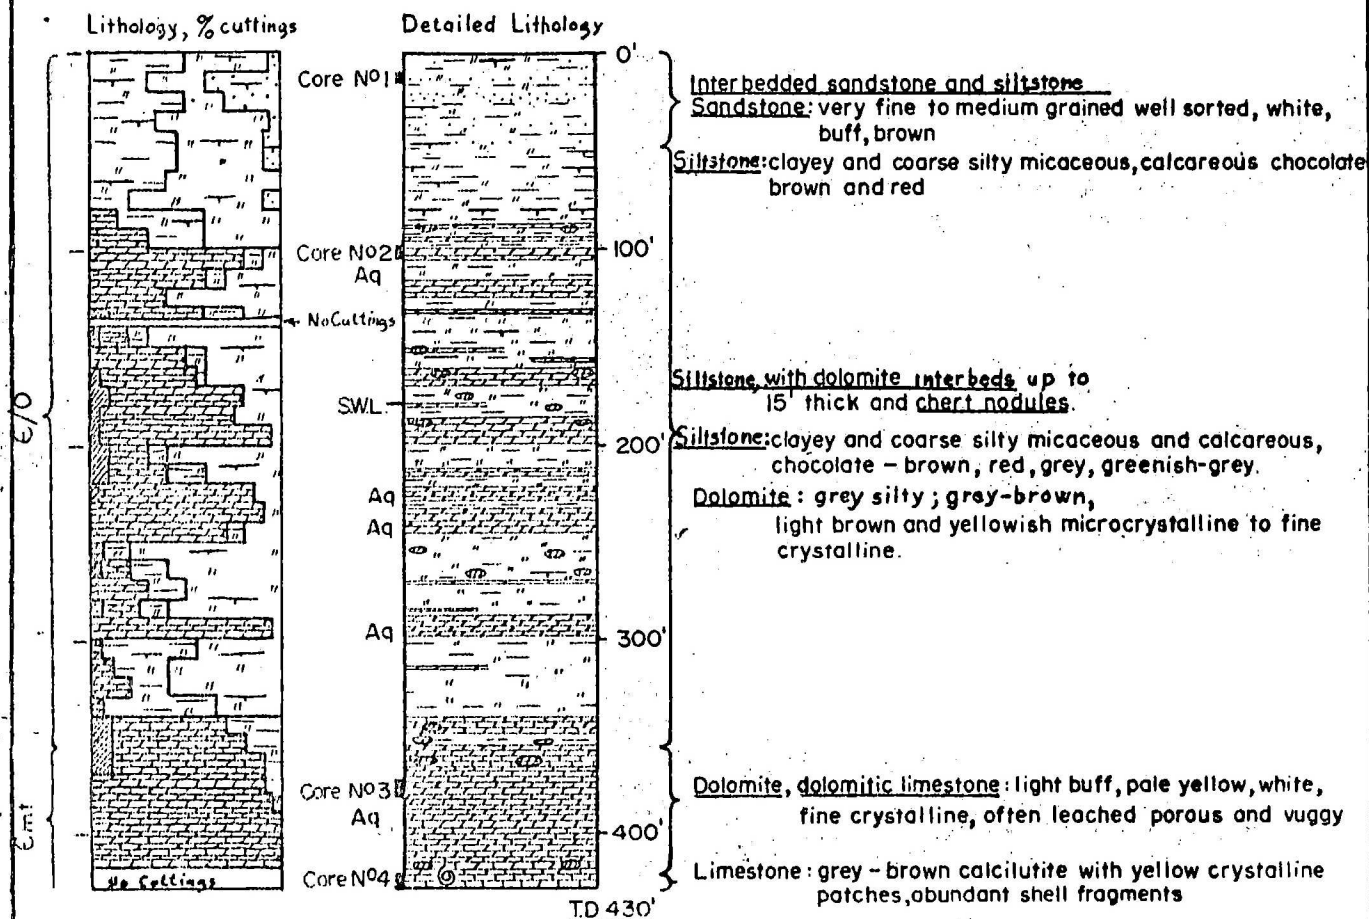 Lithology, % cuttings
Detailed Lithology
0'
Core Nº1
Interbedded sandstone and siltstone
Sandstone: very fine to medium grained well sorted, white,
buff, brown
Siltstone: clayey and coarse silty micaceous, calcareous chocolate
brown and red
Core Nº2
100'
Aq
No Cuttings
Siltstone, with dolomite interbeds up to
15' thick and chert nodules.
Є/O
S.W.L.
200'
Siltstone: clayey and coarse silty micaceous and calcareous,
chocolate - brown, red, grey, greenish-grey.
Aq
Dolomite: grey silty; grey-brown,
Aq
light brown and yellowish microcrystalline to fine
crystalline.
Aq
300'
Core Nº3
Dolomite, dolomitic limestone: light buff, pale yellow, white,
Aq
fine crystalline, often leached porous and vuggy
400'
Єmt
No Cuttings
Core Nº4
Limestone: grey - brown calcilutite with yellow crystalline
patches, abundant shell fragments
T.D 430'